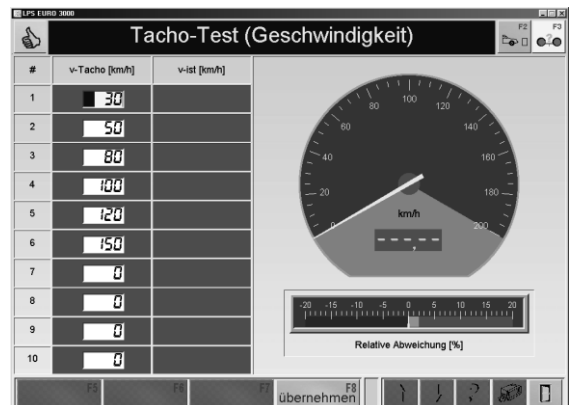 LPS EURO 3000
Tacho-Test (Geschwindigkeit)
F2
F3
# v-Tacho [km/h] v-ist [km/h]
1 30
2 50
3 80
4 100
5 120
6 150
7 0
8 0
9 0
10 0
0 20 40 60 80 100 120 140 160 180 200
km/h
----,-
-20 -15 -10 -5 0 5 10 15 20
Relative Abweichung [%]
F5
F6
F7
F8
übernehmen